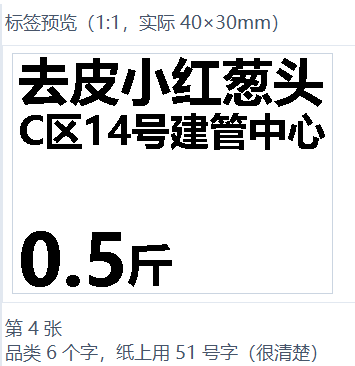 标签预览（1:1，实际 40×30mm）
去皮小红葱头
C区14号建管中心
0.5斤
第 4 张
品类 6 个字，纸上用 51 号字（很清楚）